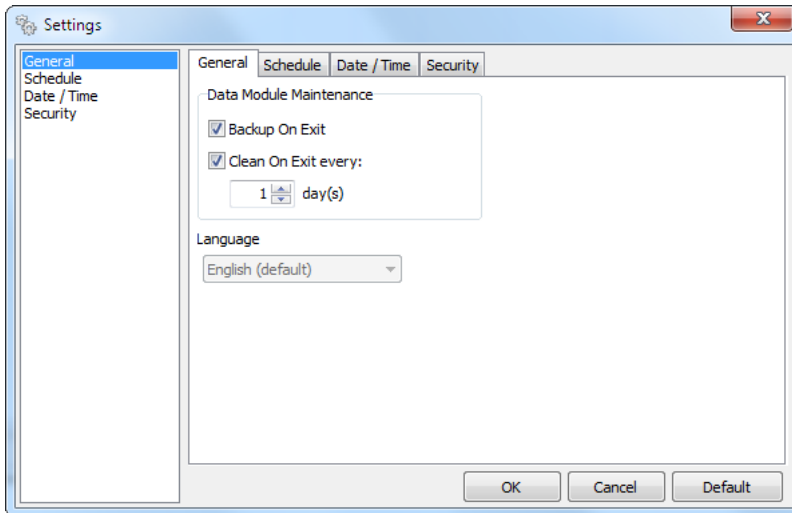 Settings
General
Schedule
Date / Time
Security
General Schedule Date / Time Security
Data Module Maintenance
Backup On Exit
Clean On Exit every:
1 day(s)
Language
English (default)
OK Cancel Default